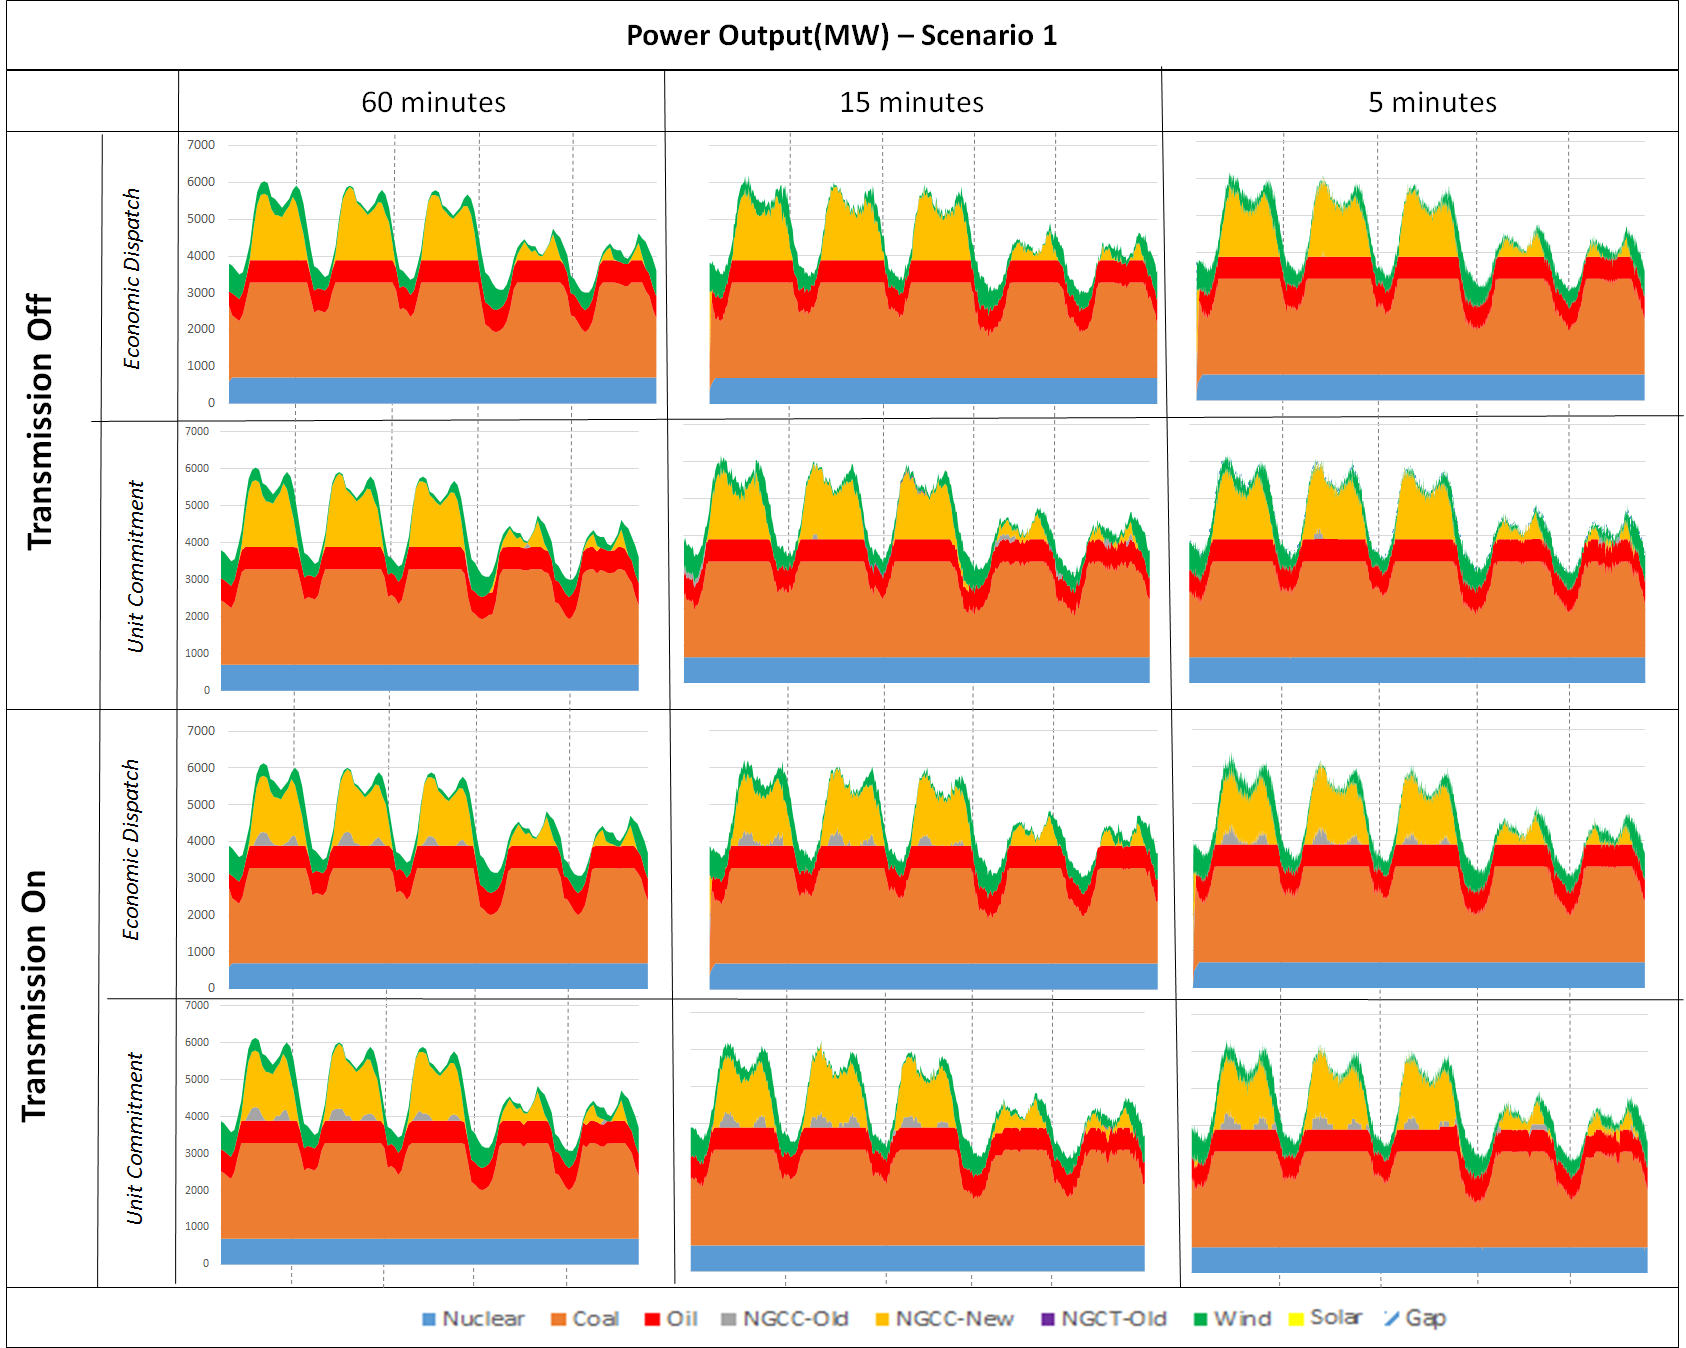 Power Output(MW) – Scenario 1
60 minutes
15 minutes
5 minutes
Transmission Off
Economic Dispatch
7000
6000
5000
4000
3000
2000
1000
0
Unit Commitment
7000
6000
5000
4000
3000
2000
1000
0
Transmission On
Economic Dispatch
7000
6000
5000
4000
3000
2000
1000
0
Unit Commitment
7000
6000
5000
4000
3000
2000
1000
0
Nuclear Coal Oil NGCC-Old NGCC-New NGCT-Old Wind Solar Gap